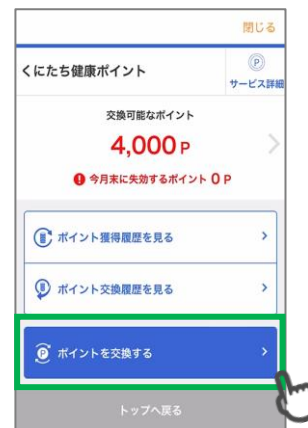 閉じる
くにたち健康ポイント
P
サービス詳細
交換可能なポイント
4,000 P
! 今月末に失効するポイント 0 P
ポイント獲得履歴を見る
ポイント交換履歴を見る
P ポイントを交換する
トップへ戻る